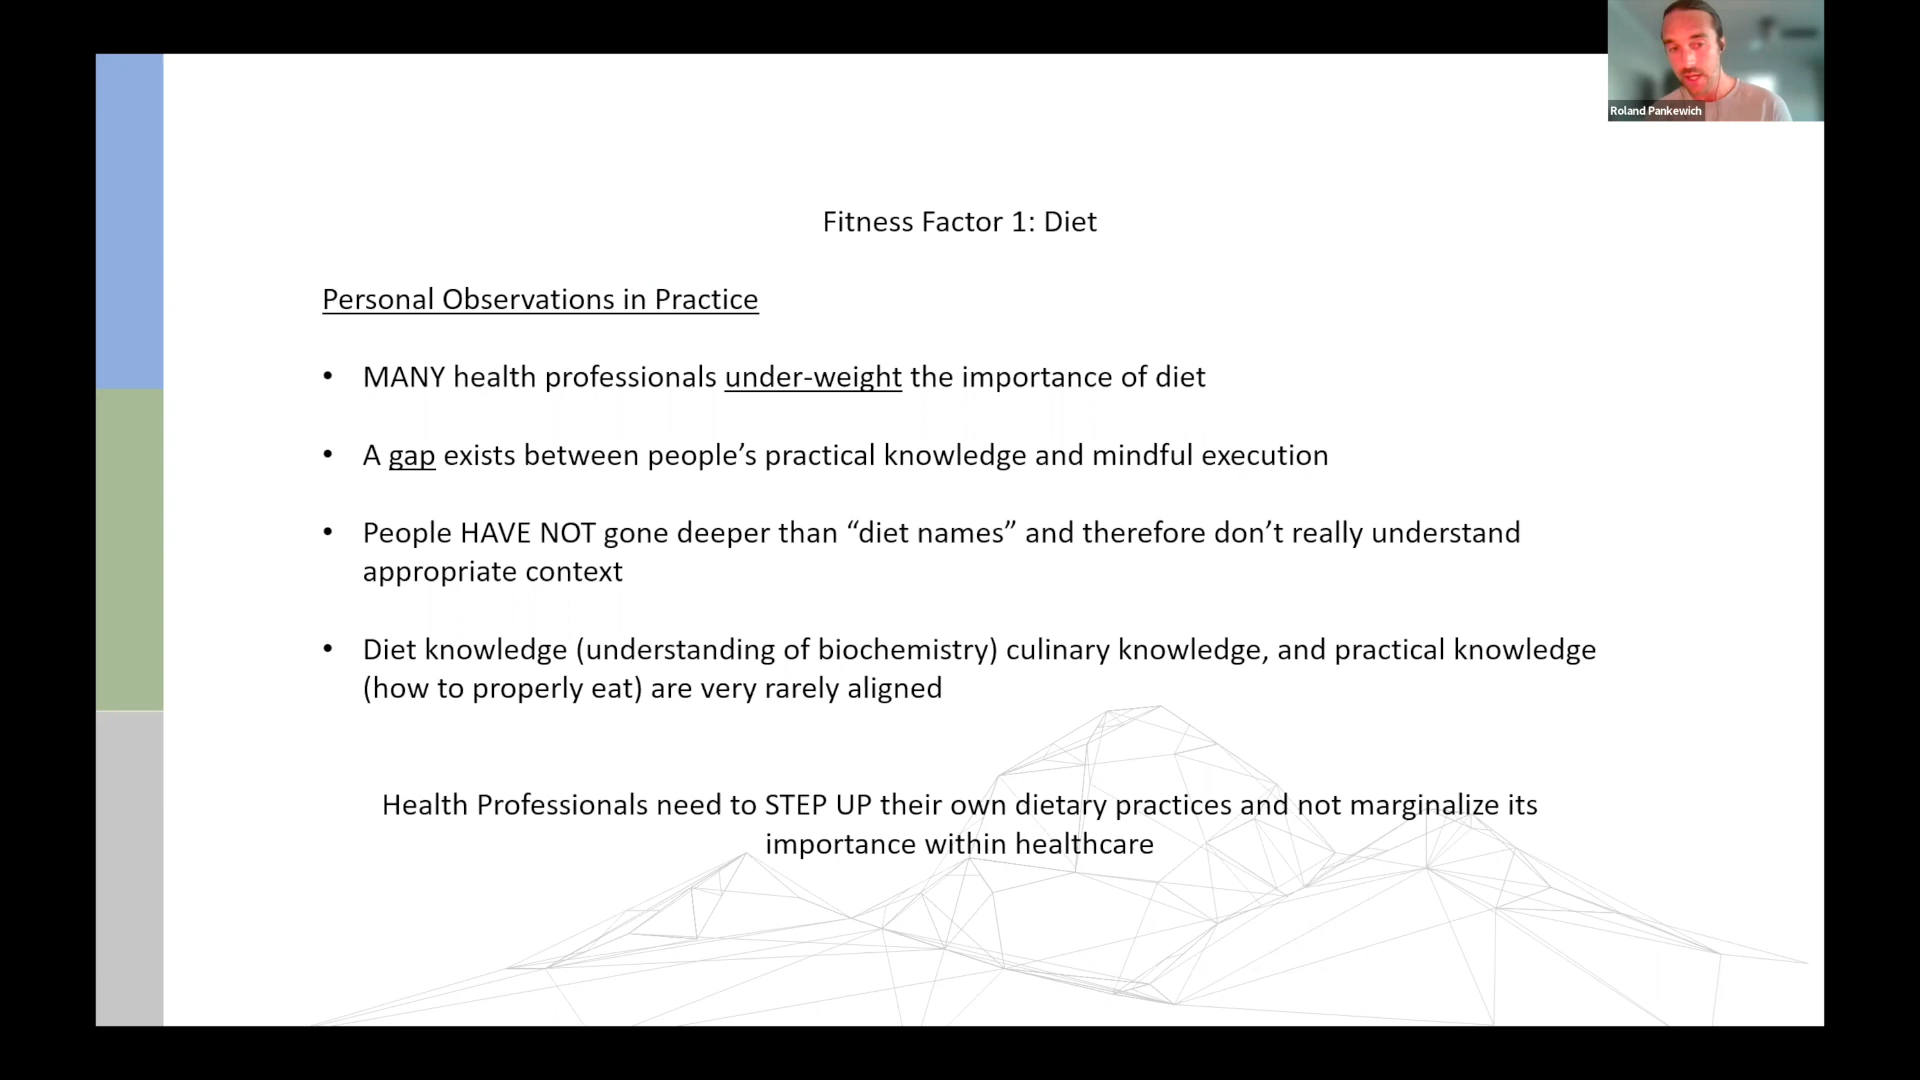 Roland Pankewich
Fitness Factor 1: Diet
Personal Observations in Practice
• MANY health professionals under-weight the importance of diet
• A gap exists between people’s practical knowledge and mindful execution
• People HAVE NOT gone deeper than “diet names” and therefore don’t really understand
appropriate context
• Diet knowledge (understanding of biochemistry) culinary knowledge, and practical knowledge
(how to properly eat) are very rarely aligned
Health Professionals need to STEP UP their own dietary practices and not marginalize its
importance within healthcare